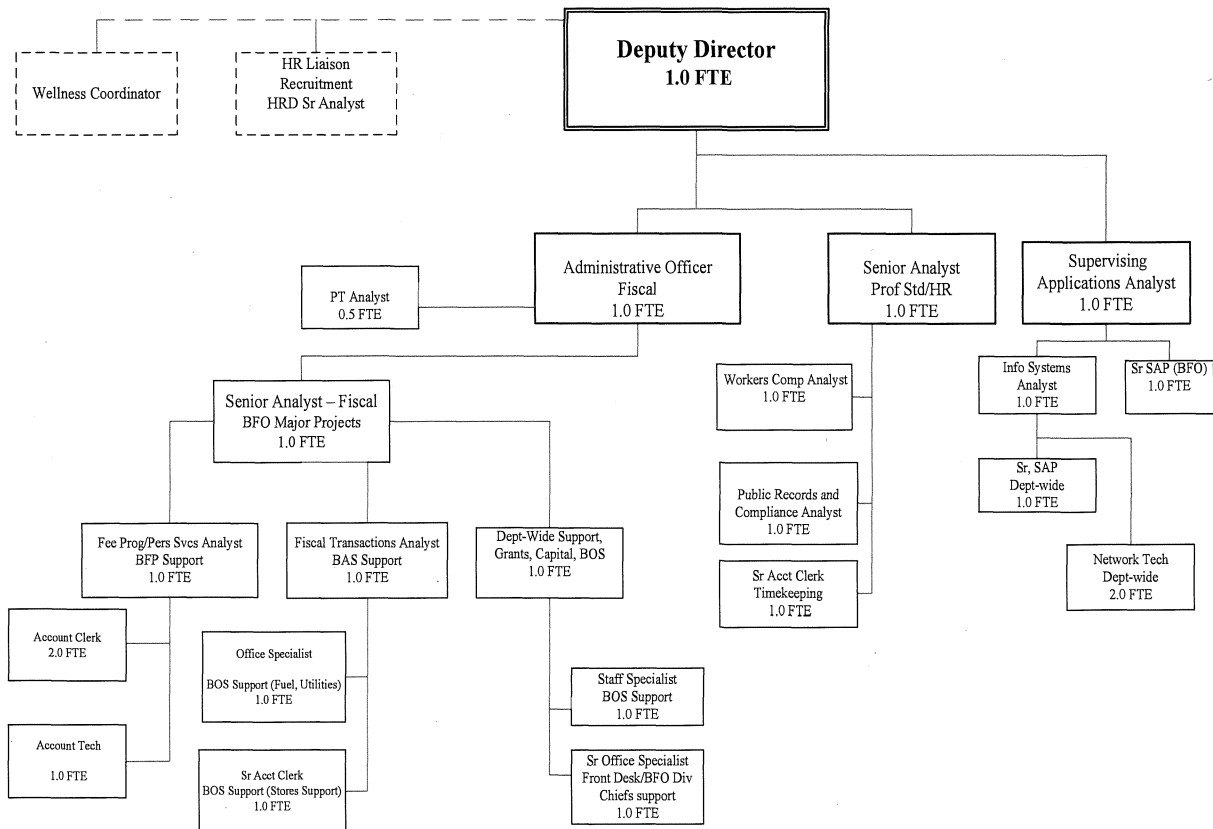 Deputy Director
1.0 FTE
Wellness Coordinator
HR Liaison
Recruitment
HRD Sr Analyst
Administrative Officer
Fiscal
1.0 FTE
Senior Analyst
Prof Std/HR
1.0 FTE
Supervising
Applications Analyst
1.0 FTE
PT Analyst
0.5 FTE
Senior Analyst – Fiscal
BFO Major Projects
1.0 FTE
Workers Comp Analyst
1.0 FTE
Info Systems
Analyst
1.0 FTE
Sr SAP (BFO)
1.0 FTE
Public Records and
Compliance Analyst
1.0 FTE
Sr, SAP
Dept-wide
1.0 FTE
Fee Prog/Pers Svcs Analyst
BFP Support
1.0 FTE
Fiscal Transactions Analyst
BAS Support
1.0 FTE
Dept-Wide Support,
Grants, Capital, BOS
1.0 FTE
Sr Acct Clerk
Timekeeping
1.0 FTE
Network Tech
Dept-wide
2.0 FTE
Account Clerk
2.0 FTE
Office Specialist
BOS Support (Fuel, Utilities)
1.0 FTE
Staff Specialist
BOS Support
1.0 FTE
Account Tech
1.0 FTE
Sr Acct Clerk
BOS Support (Stores Support)
1.0 FTE
Sr Office Specialist
Front Desk/BFO Div
Chiefs support
1.0 FTE